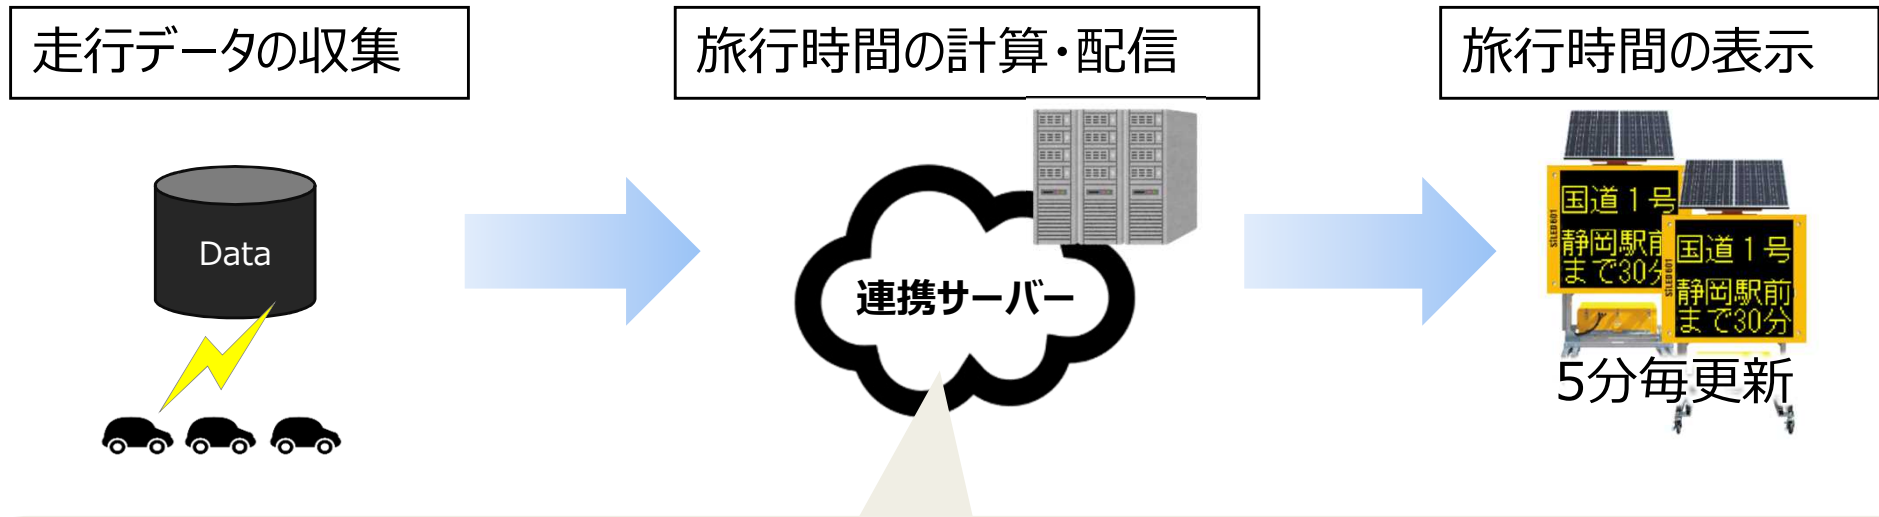 走行データの収集
旅行時間の計算・配信
旅行時間の表示
Data
連携サーバー
国道1号
静岡駅前
まで30分
SiLED601
国道1号
静岡駅前
まで30分
SiLED601
5分毎更新